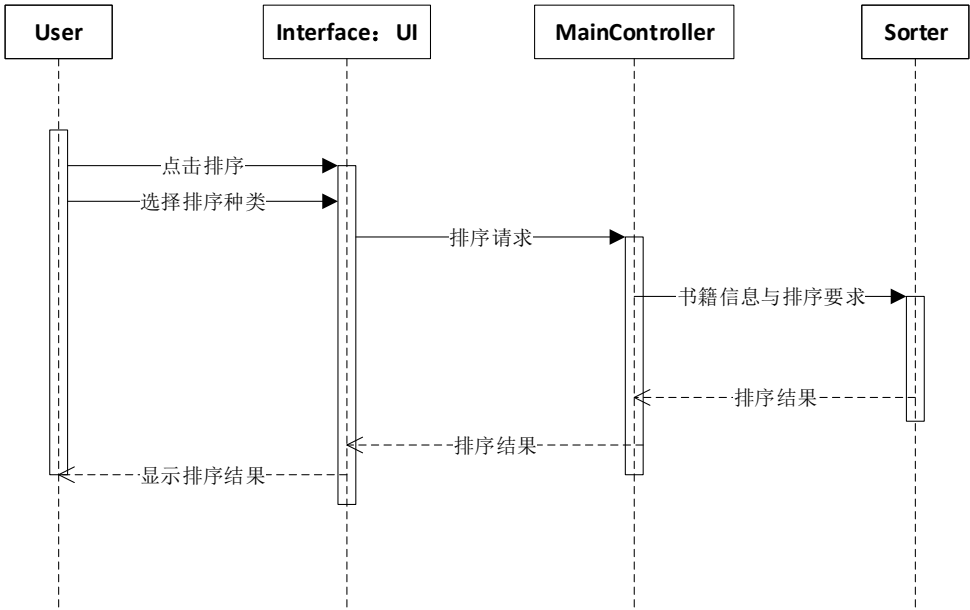 User
Interface：UI
MainController
Sorter
点击排序
选择排序种类
排序请求
书籍信息与排序要求
排序结果
排序结果
显示排序结果